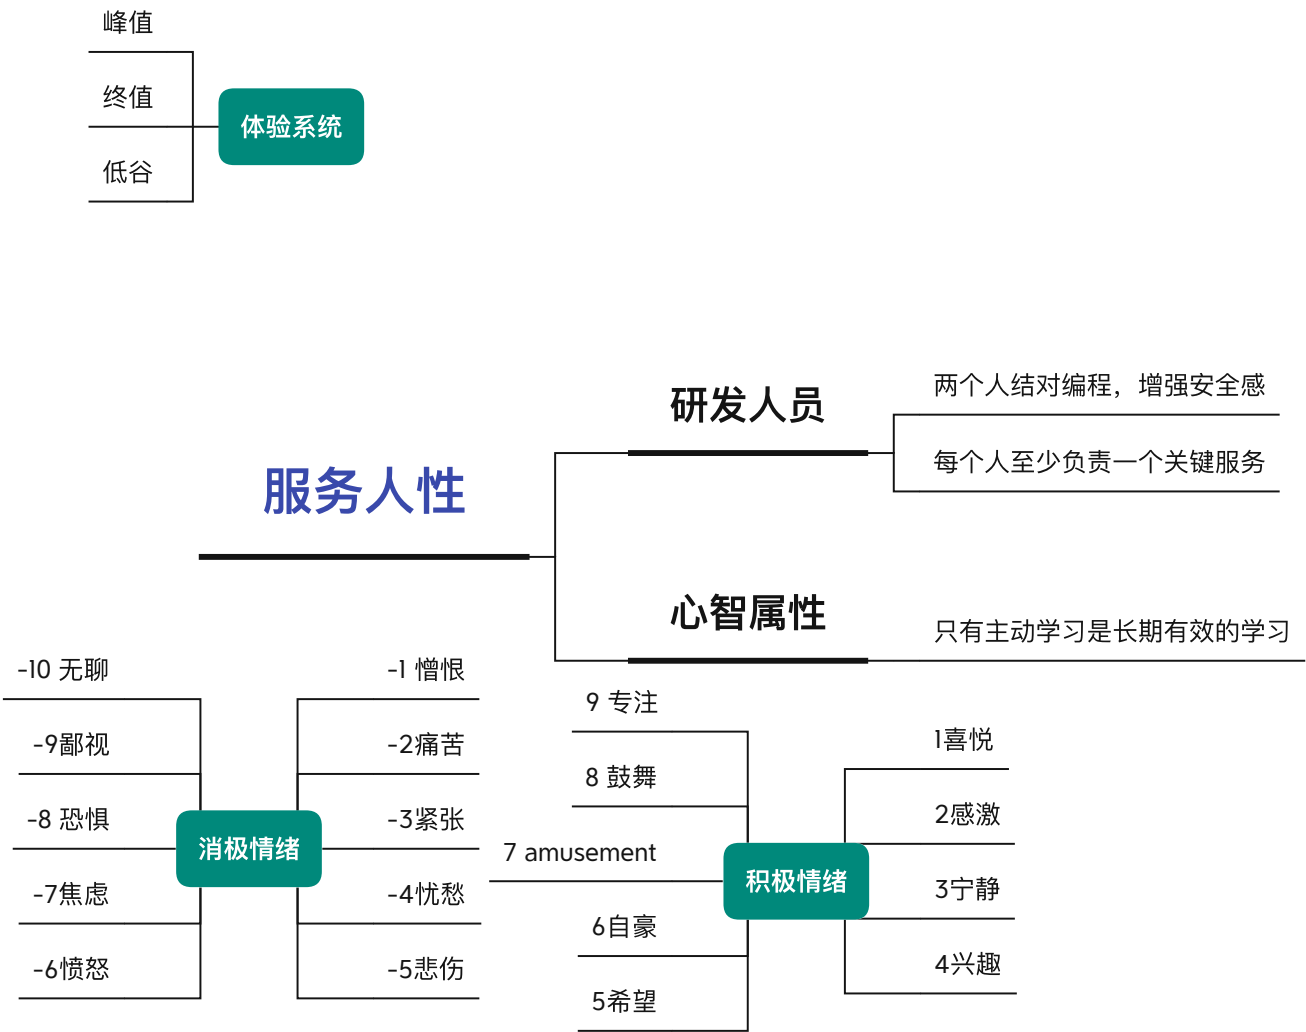 峰值
终值
低谷
体验系统
服务人性
研发人员
两个人结对编程，增强安全感
每个人至少负责一个关键服务
心智属性
只有主动学习是长期有效的学习
-10 无聊
-9鄙视
-8 恐惧
-7焦虑
-6愤怒
消极情绪
-1 憎恨
-2痛苦
-3紧张
-4忧愁
-5悲伤
9 专注
8 鼓舞
7 amusement
6自豪
5希望
积极情绪
1喜悦
2感激
3宁静
4兴趣